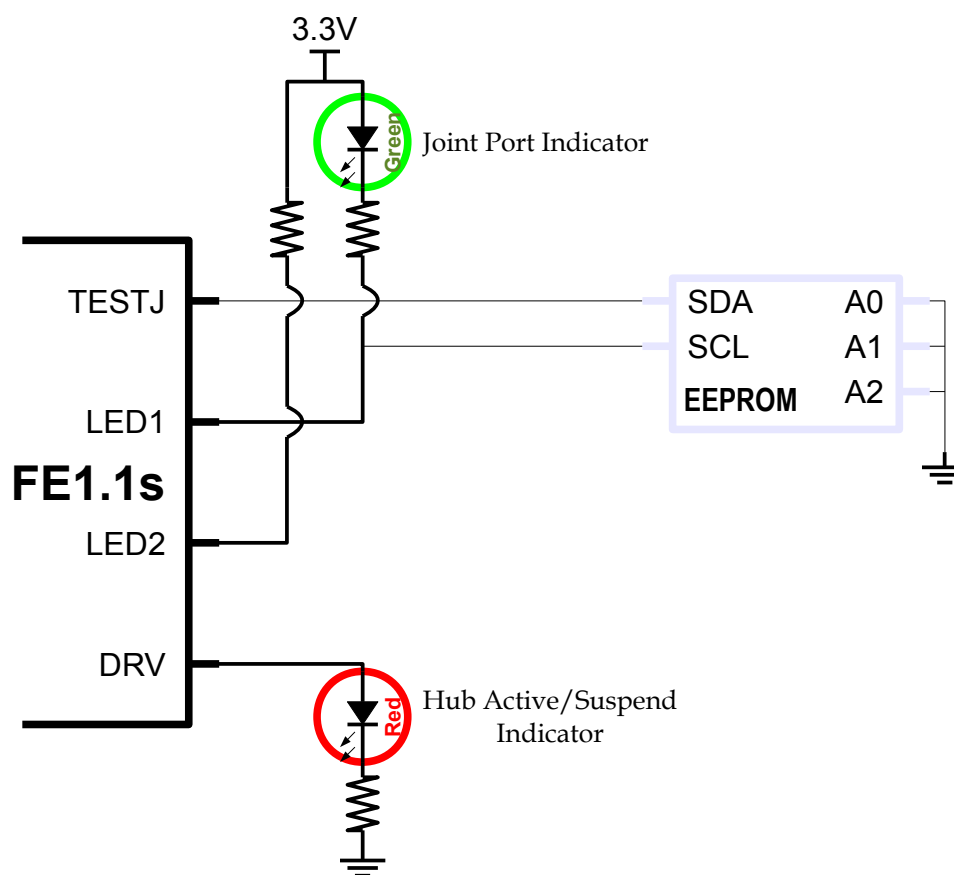 3.3V
Green
Joint Port Indicator
TESTJ
SDA
A0
SCL
A1
EEPROM
A2
LED1
FE1.1s
LED2
DRV
Red
Hub Active/Suspend
Indicator